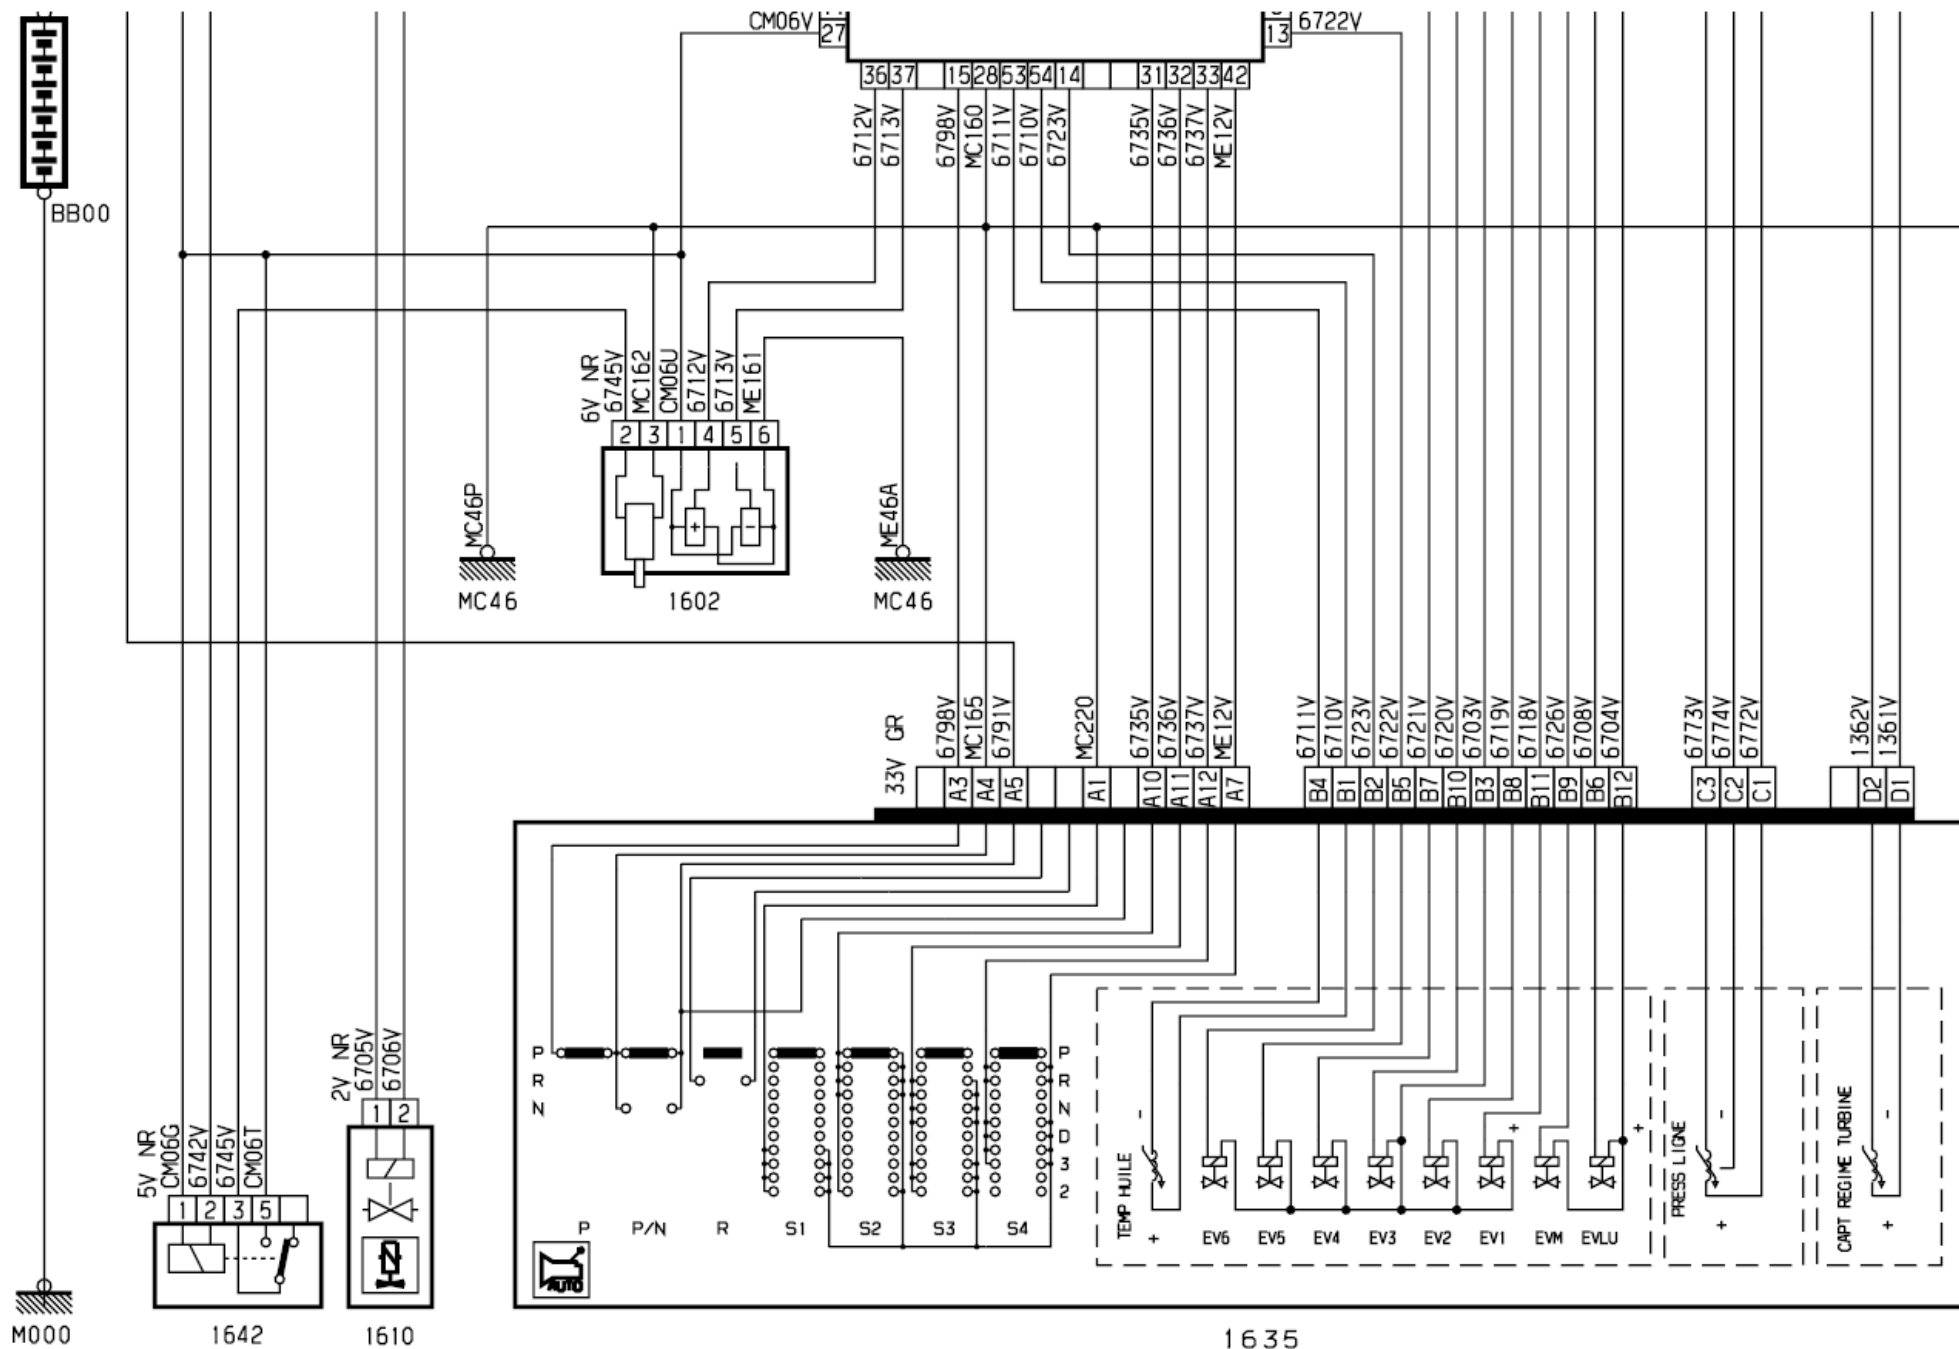 CM06V
27
13
6722V
36 37 15 28 53 54 14 31 32 33 42
6712V
6713V
6798V
MC160
6711V
6710V
6723V
6735V
6736V
6737V
ME12V
BB00
6V NR
6745V
MC162
CM06U
6712V
6713V
ME161
2 3 1 4 5 6
+ -
MC46P
MC46
1602
ME46A
MC46
33V GR
6798V
MC165
6791V
MC220
6735V
6736V
6737V
ME12V
6711V
6710V
6723V
6722V
6721V
6720V
6703V
6719V
6718V
6726V
6708V
6704V
6773V
6774V
6772V
1362V
1361V
A3 A4 A5 A1 A10 A11 A12 A7 B4 B1 B2 B5 B7 B10 B3 B8 B11 B9 B6 B12 C3 C2 C1 D2 D1
2V NR
6705V
6706V
1 2
5V NR
CM06G
6742V
6745V
CM06T
1 2 3 5
P P
R R
N N
D
3
2
P P/N R S1 S2 S3 S4
AUTO
TEMP HUILE
- +
EV6 EV5 EV4 EV3 EV2 EV1 EVM EVLU
+ +
PRESS LIGNE
- +
CAPT REGIME TURBINE
- +
M000
1642
1610
1635